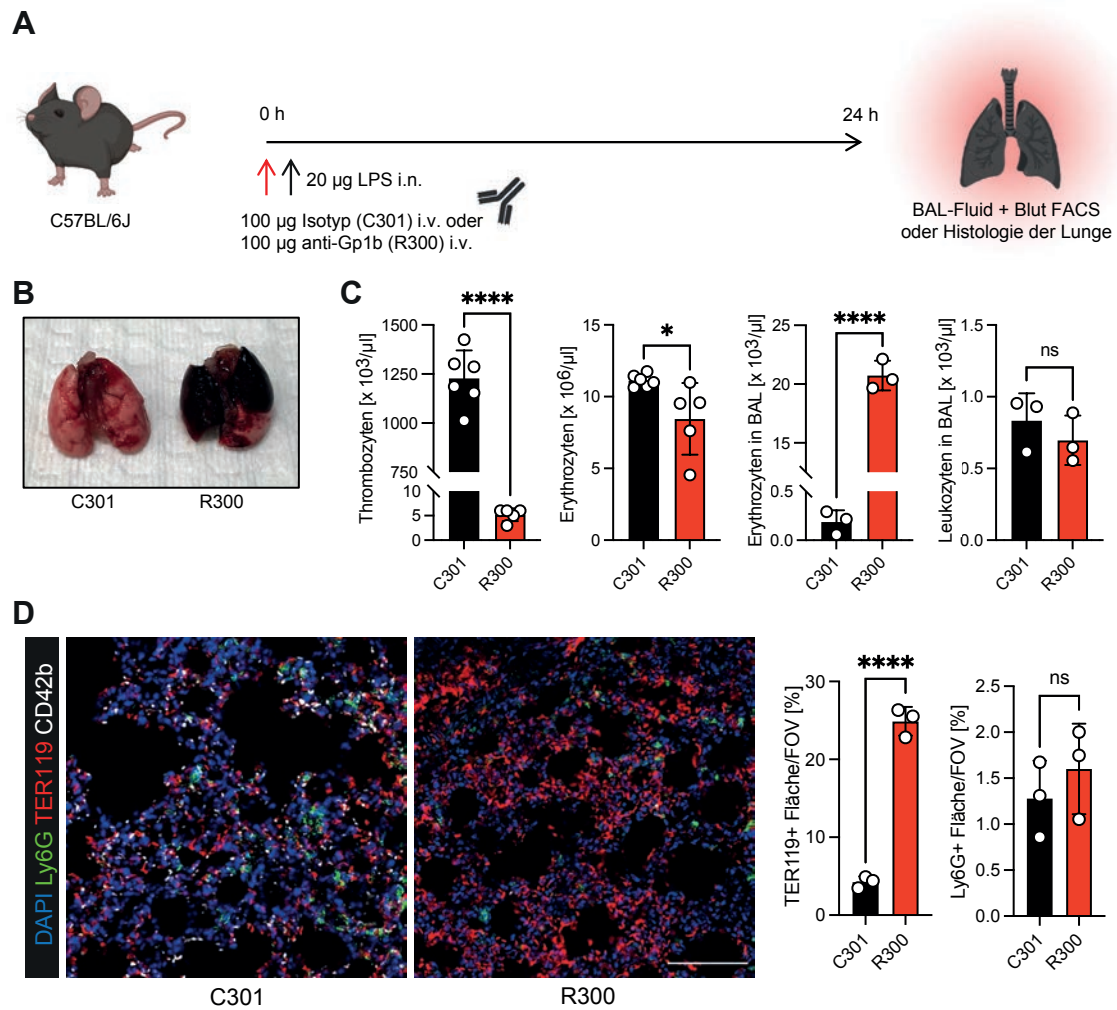 A
0 h
24 h
20 µg LPS i.n.
C57BL/6J
100 µg Isotyp (C301) i.v. oder
100 µg anti-Gp1b (R300) i.v.
BAL-Fluid + Blut FACS
oder Histologie der Lunge
B
C301
R300
C
Thrombozyten [x 10³/µl]
1500
1250
1000
750
10
5
0
****
C301
R300
Erythrozyten [x 10⁶/µl]
15
10
5
0
*
C301
R300
Erythrozyten in BAL [x 10³/µl]
25
20
15
0.5
0.0
****
C301
R300
Leukozyten in BAL [x 10³/µl]
1.5
1.0
0.5
0.0
ns
C301
R300
D
DAPI Ly6G TER119 CD42b
C301
R300
TER119+ Fläche/FOV [%]
30
20
10
0
****
C301
R300
Ly6G+ Fläche/FOV [%]
2.5
2.0
1.5
1.0
0.5
0.0
ns
C301
R300